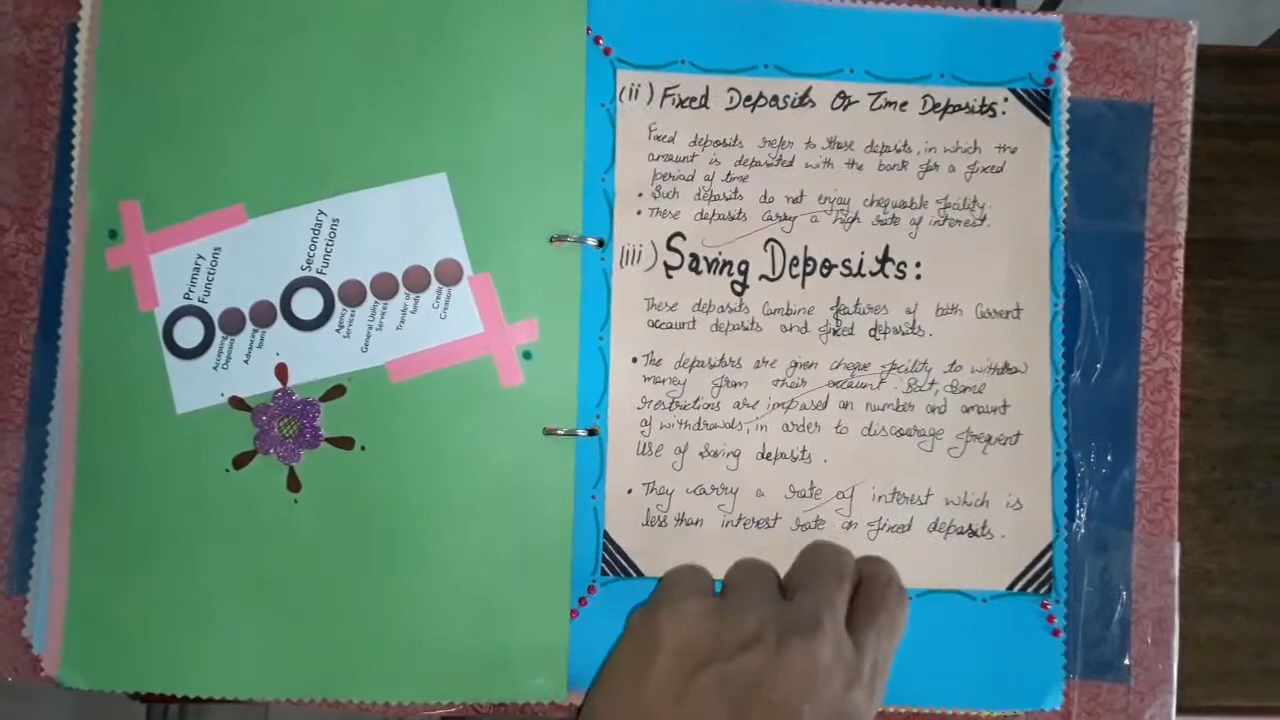 Primary
Functions
Accepting
Deposits
Advancing
loans
Secondary
Functions
Agency
Services
General Utility
Services
Transfer of
funds
Credit
Creation
(ii) Fixed Deposits Or Time Deposits:
Fixed deposits refer to those deposits, in which the
amount is deposited with the bank for a fixed
period of time
• Such deposits do not enjoy chequeable facility.
• These deposits carry a high rate of interest.
(iii) Saving Deposits:
These deposits combine features of both Current
account deposits and fixed deposits.
• The depositors are given cheque facility to withdraw
money from their account. But, some
restrictions are imposed on number and amount
of withdrawals, in order to discourage frequent
use of saving deposits.
• They carry a rate of interest which is
less than interest rate on fixed deposits.